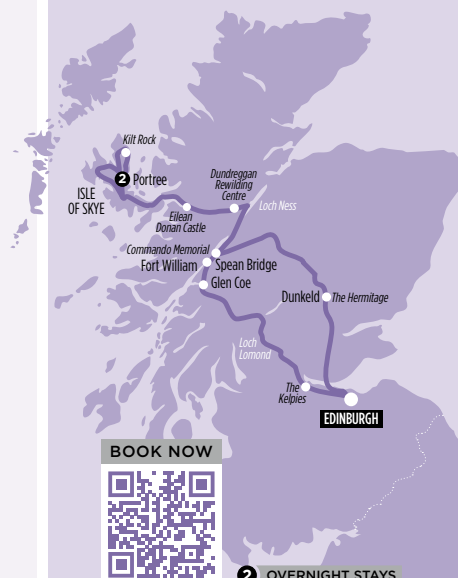 Kilt Rock
2 Portree
ISLE
OF SKYE
Dundreggan
Rewilding
Centre
Loch Ness
Eilean
Donan Castle
Commando Memorial
Fort William
Spean Bridge
Glen Coe
Dunkeld
The Hermitage
Loch
Lomond
The
Kelpies
EDINBURGH
BOOK NOW
2 OVERNIGHT STAYS